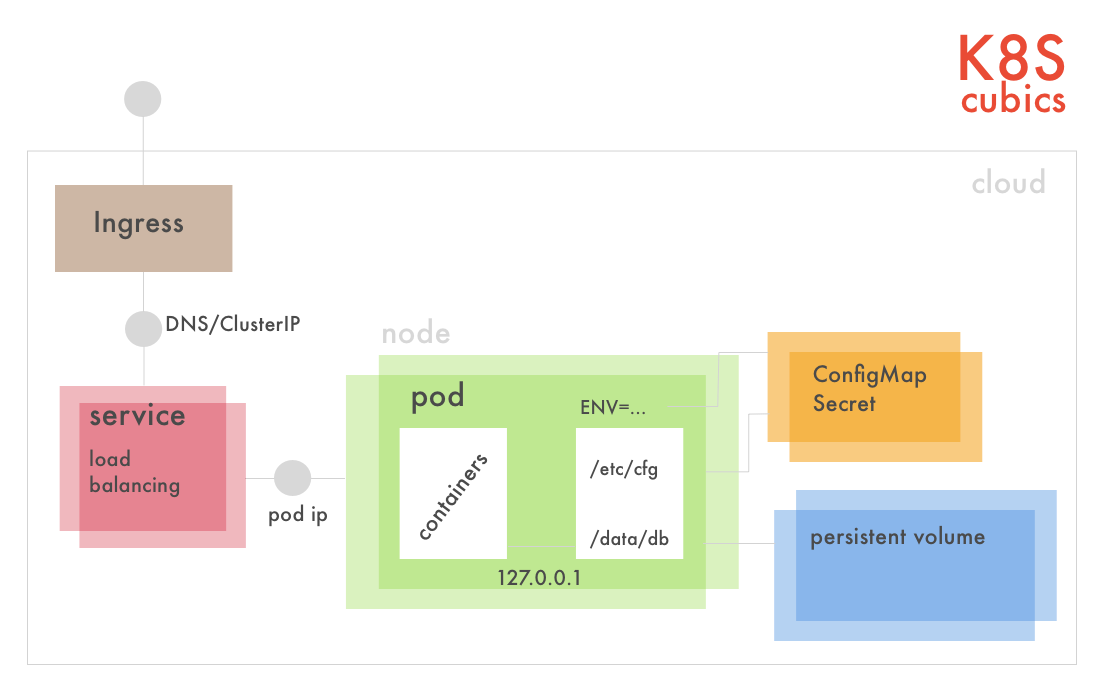 K8S
cubics
cloud
Ingress
DNS/ClusterIP
node
service
load
balancing
pod ip
pod
ENV=...
containers
/etc/cfg
/data/db
127.0.0.1
ConfigMap
Secret
persistent volume